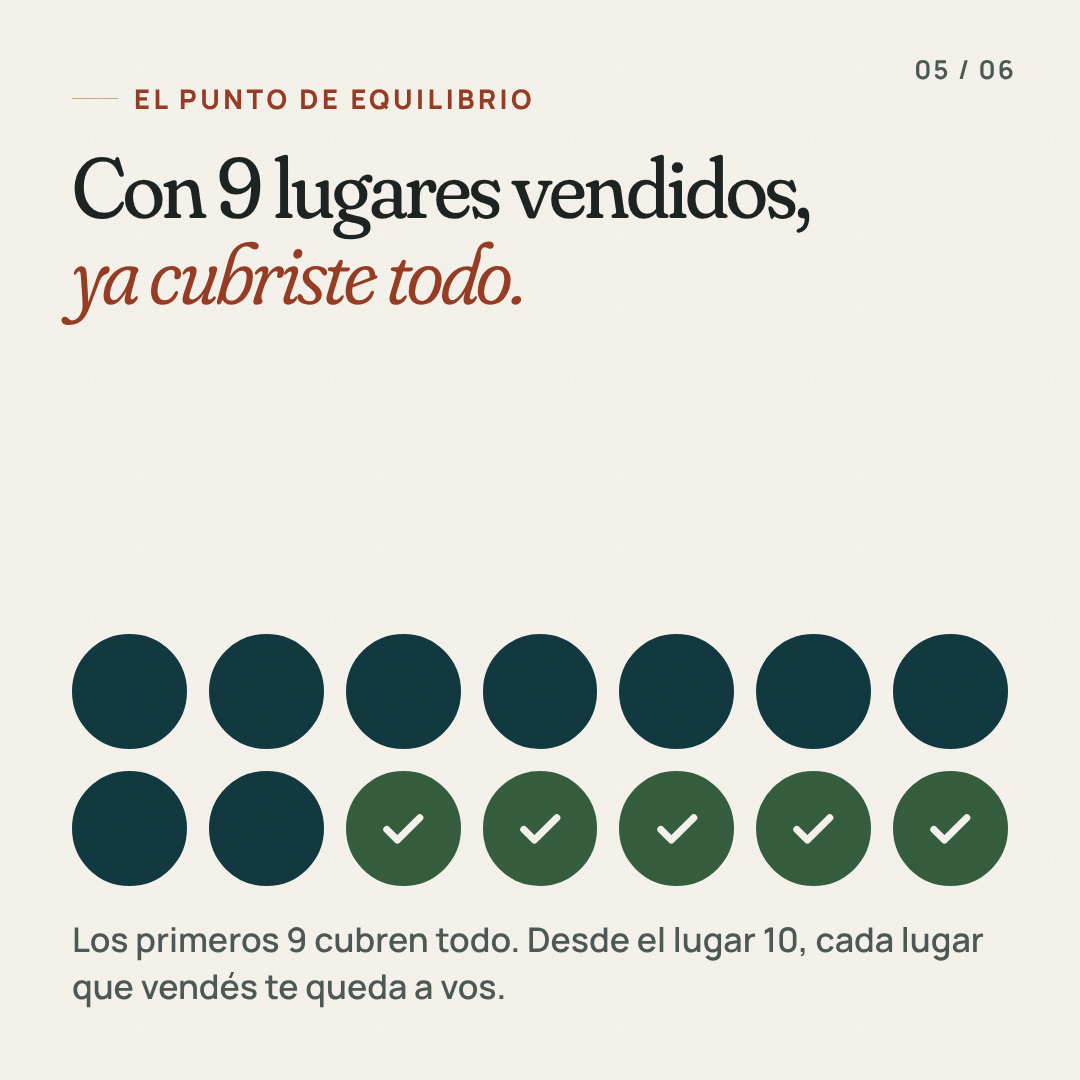 05 / 06
EL PUNTO DE EQUILIBRIO
Con 9 lugares vendidos,
ya cubriste todo.
Los primeros 9 cubren todo. Desde el lugar 10, cada lugar
que vendés te queda a vos.